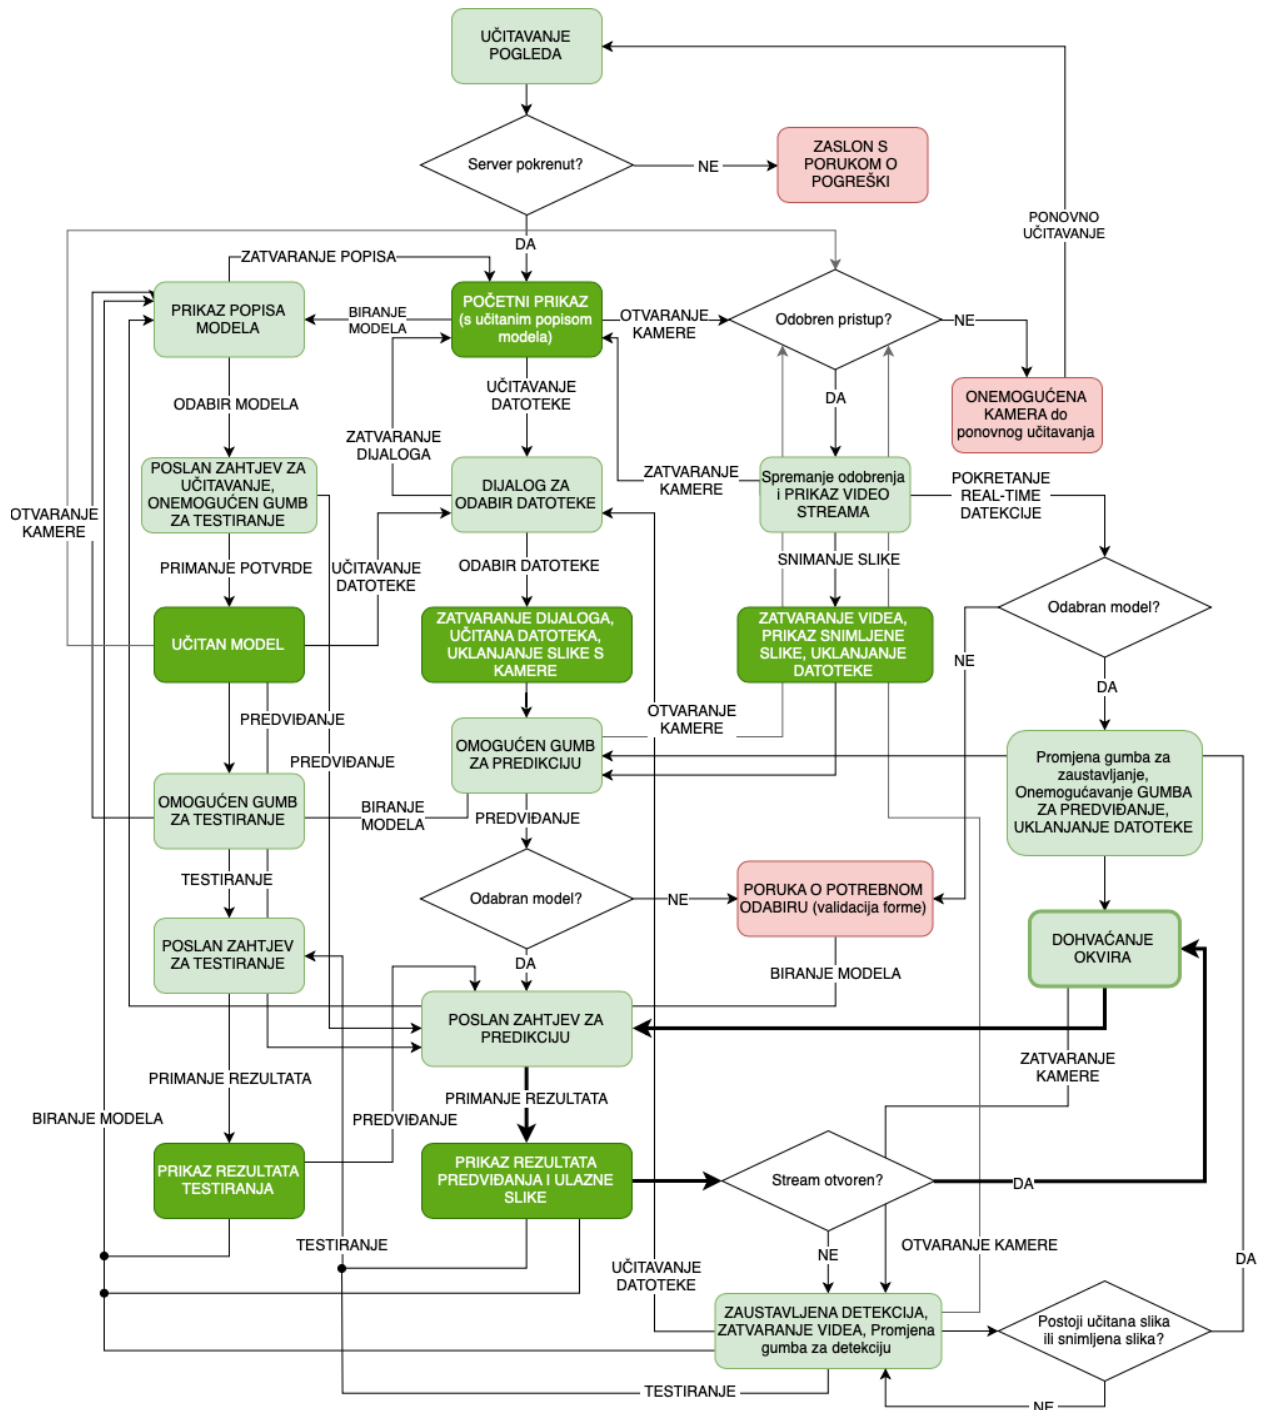 UČITAVANJE
POGLEDA
Server pokrenut?
NE
ZASLON S
PORUKOM O
POGREŠKI
PONOVNO
UČITAVANJE
DA
ZATVARANJE POPISA
PRIKAZ POPISA
MODELA
BIRANJE
MODELA
POČETNI PRIKAZ
(s učitanim popisom
modela)
OTVARANJE
KAMERE
Odobren pristup?
NE
ONEMOGUĆENA
KAMERA do
ponovnog učitavanja
UČITAVANJE
DATOTEKE
DA
ODABIR MODELA
ZATVARANJE
DIJALOGA
POSLAN ZAHTJEV ZA
UČITAVANJE,
ONEMOGUĆEN GUMB
ZA TESTIRANJE
DIJALOG ZA
ODABIR DATOTEKE
ZATVARANJE
KAMERE
Spremanje odobrenja
i PRIKAZ VIDEO
STREAMA
POKRETANJE
REAL-TIME
DATEKCIJE
OTVARANJE
KAMERE
PRIMANJE POTVRDE
UČITAVANJE
DATOTEKE
ODABIR DATOTEKE
SNIMANJE SLIKE
UČITAN MODEL
ZATVARANJE DIJALOGA,
UČITANA DATOTEKA,
UKLANJANJE SLIKE S
KAMERE
ZATVARANJE VIDEA,
PRIKAZ SNIMLJENE
SLIKE, UKLANJANJE
DATOTEKE
Odabran model?
NE
DA
PREDVIĐANJE
OTVARANJE
KAMERE
PREDVIĐANJE
OMOGUĆEN GUMB
ZA PREDIKCIJU
Promjena gumba za
zaustavljanje,
Onemogućavanje GUMBA
ZA PREDVIĐANJE,
UKLANJANJE DATOTEKE
OMOGUĆEN GUMB
ZA TESTIRANJE
BIRANJE
MODELA
PREDVIĐANJE
TESTIRANJE
Odabran model?
NE
PORUKA O POTREBNOM
ODABIRU (validacija forme)
POSLAN ZAHTJEV
ZA TESTIRANJE
DA
BIRANJE MODELA
DOHVAĆANJE
OKVIRA
POSLAN ZAHTJEV ZA
PREDIKCIJU
ZATVARANJE
KAMERE
PRIMANJE REZULTATA
PRIMANJE REZULTATA
BIRANJE MODELA
PREDVIĐANJE
PRIKAZ REZULTATA
TESTIRANJA
PRIKAZ REZULTATA
PREDVIĐANJA I ULAZNE
SLIKE
Stream otvoren?
DA
TESTIRANJE
NE
OTVARANJE KAMERE
DA
UČITAVANJE
DATOTEKE
ZAUSTAVLJENA DETEKCIJA,
ZATVARANJE VIDEA, Promjena
gumba za detekciju
Postoji učitana slika
ili snimljena slika?
TESTIRANJE
NE